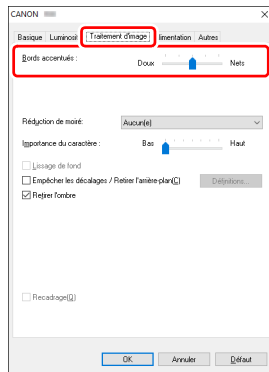 CANON
Basique Luminosit Traitement d'image limentation Autres
Bords accentués : Doux Nets
Réduction de moiré: Aucun(e)
Importance du caractère : Bas Haut
Lissage de fond
Empêcher les décalages / Retirer l'arrière-plan(C) Définitions...
Retirer l'ombre
Recadrage(Q)
OK Annuler Défaut